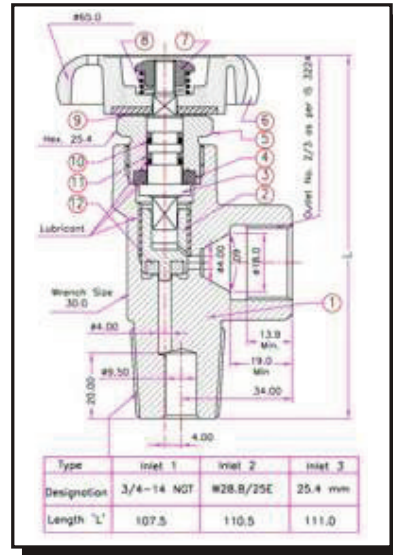 ø65.0
8 7
9
Hex. 25.4
10
11
12
6
5
4
3
2
Lubricant
Outlet No. 2/3 as per IS 3224
L
ø4.00
ø18.0
Wrench Size
30.0
1
ø4.00
13.9
Min.
19.0
Min
ø9.50
20.00
34.00
4.00
Type Inlet 1 Inlet 2 Inlet 3
Designation 3/4-14 NGT W28.8/25E 25.4 mm
Length 'L' 107.5 110.5 111.0